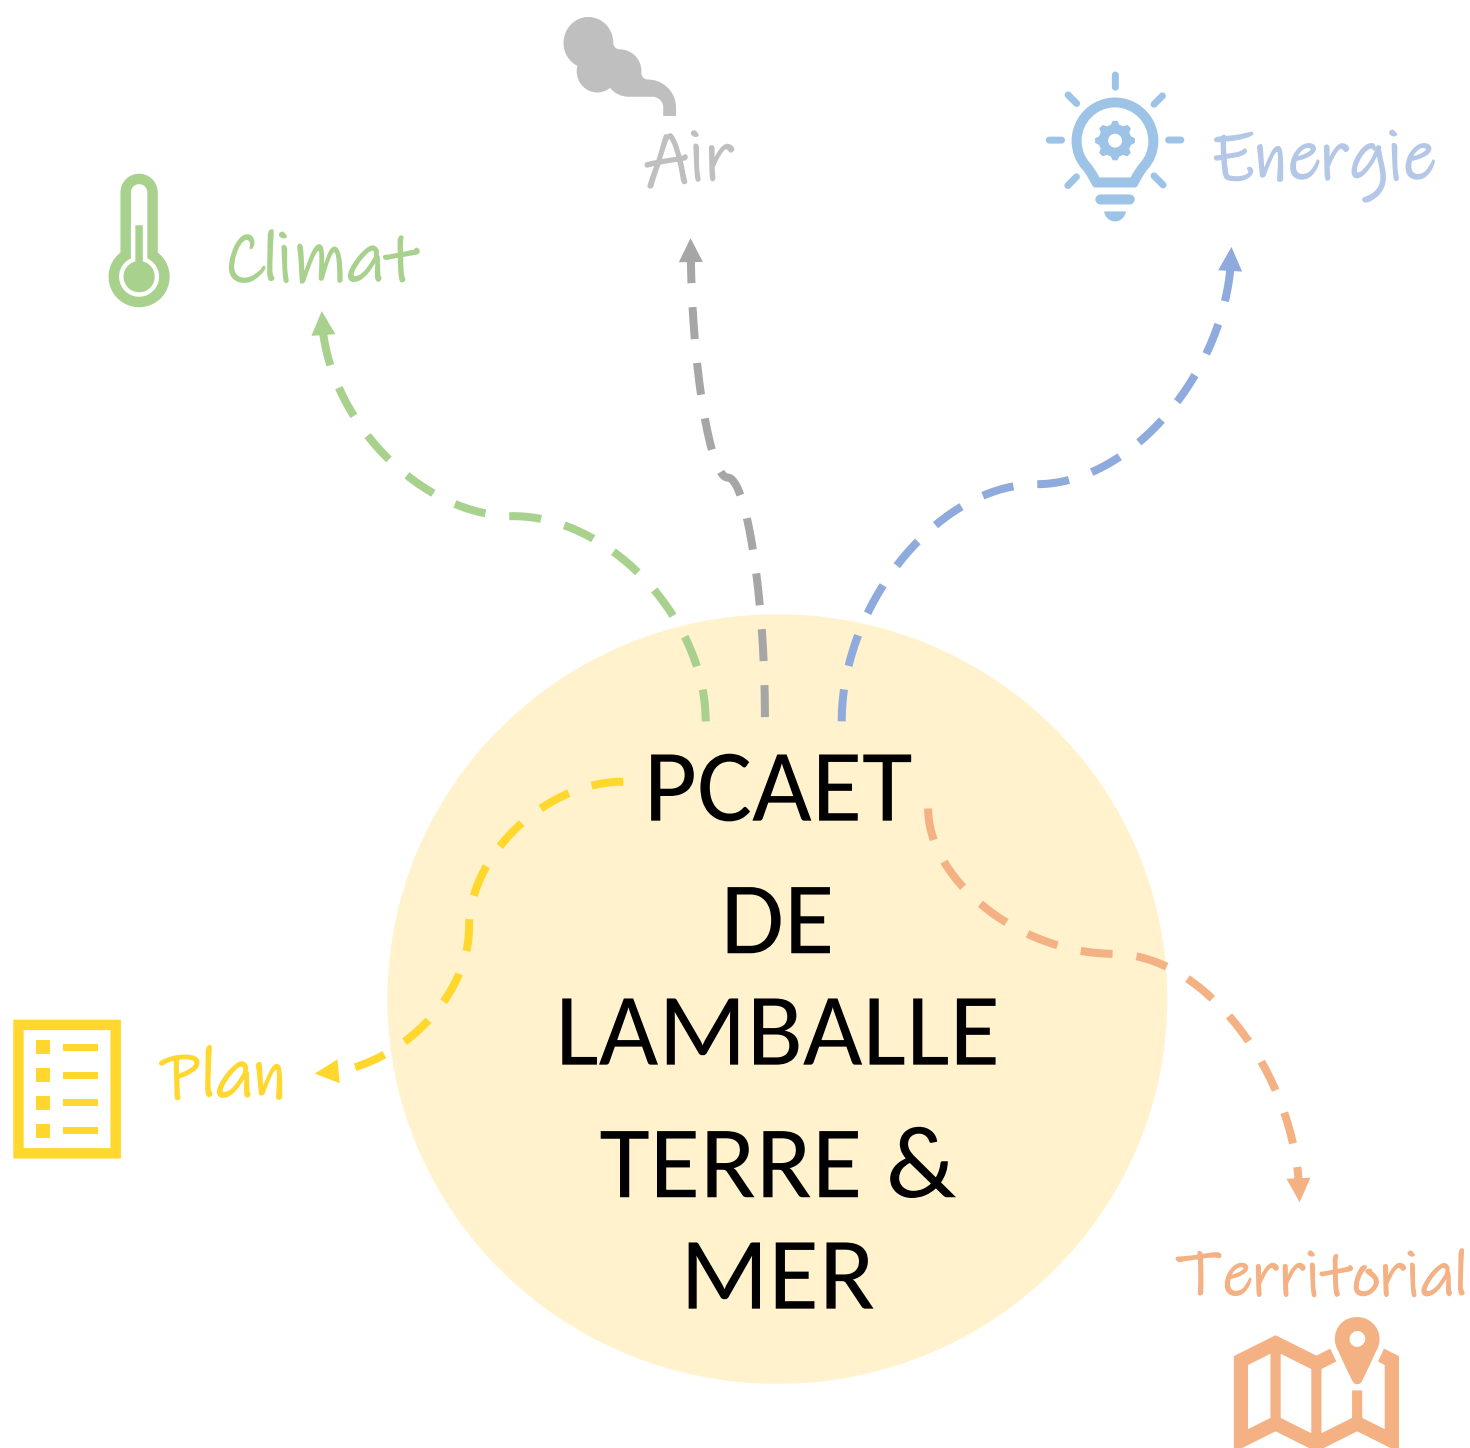 Air
Energie
Climat
PCAET
DE
LAMBALLE
TERRE &
MER
Plan
Territorial